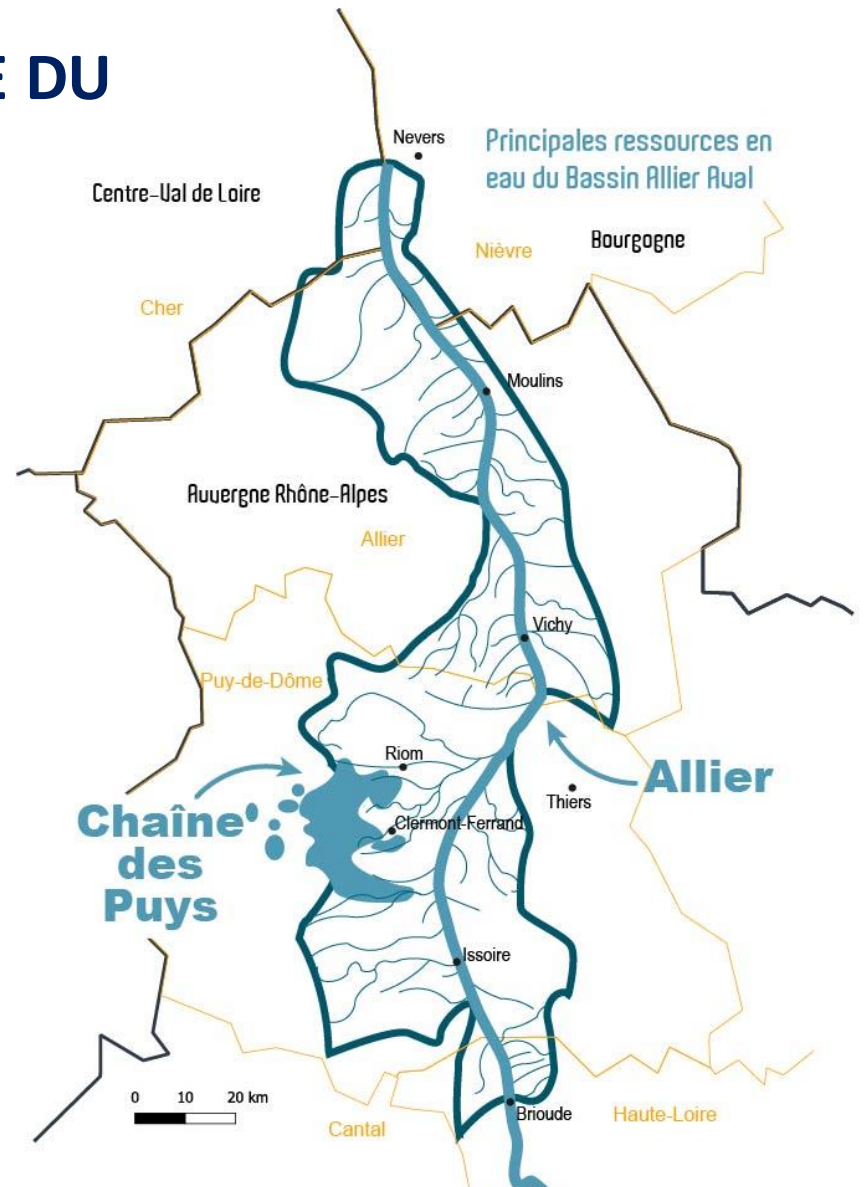 E DU
Nevers
Principales ressources en
eau du Bassin Allier Aval
Centre-Val de Loire
Nièvre
Bourgogne
Cher
Moulins
Auvergne Rhône-Alpes
Allier
Vichy
Puy-de-Dôme
Riom
Allier
Thiers
Chaîne
des
Puys
Clermont-Ferrand
Issoire
0 10 20 km
Brioude
Haute-Loire
Cantal